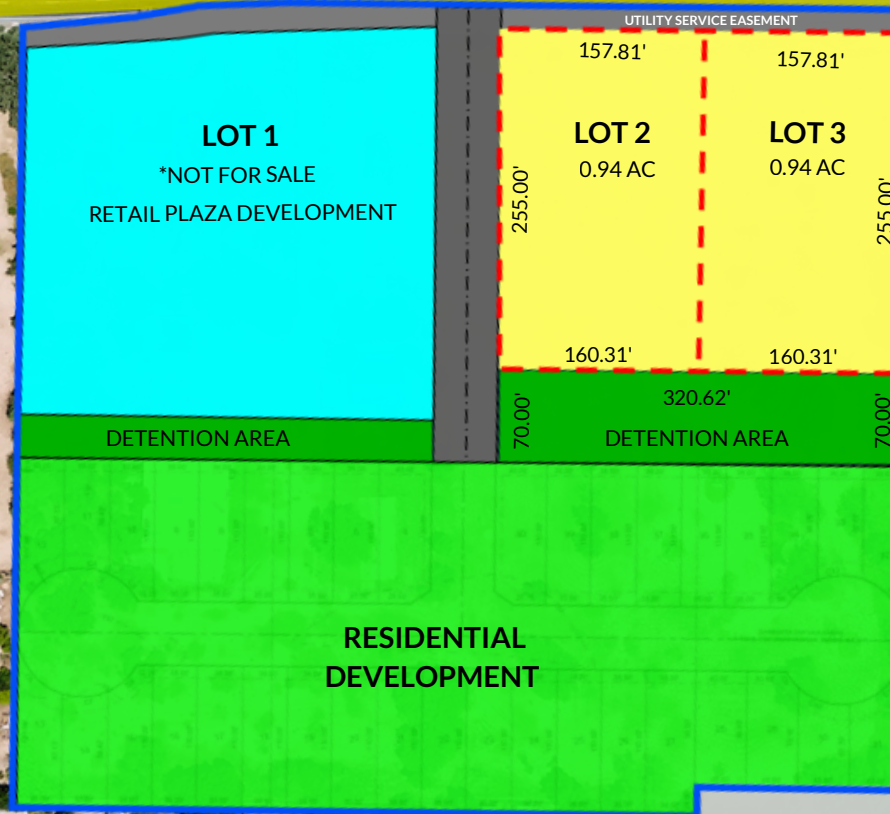 UTILITY SERVICE EASEMENT
157.81'
157.81'
LOT 1
*NOT FOR SALE
RETAIL PLAZA DEVELOPMENT
LOT 2
0.94 AC
LOT 3
0.94 AC
255.00'
255.00'
160.31'
160.31'
320.62'
70.00'
70.00'
DETENTION AREA
DETENTION AREA
RESIDENTIAL
DEVELOPMENT